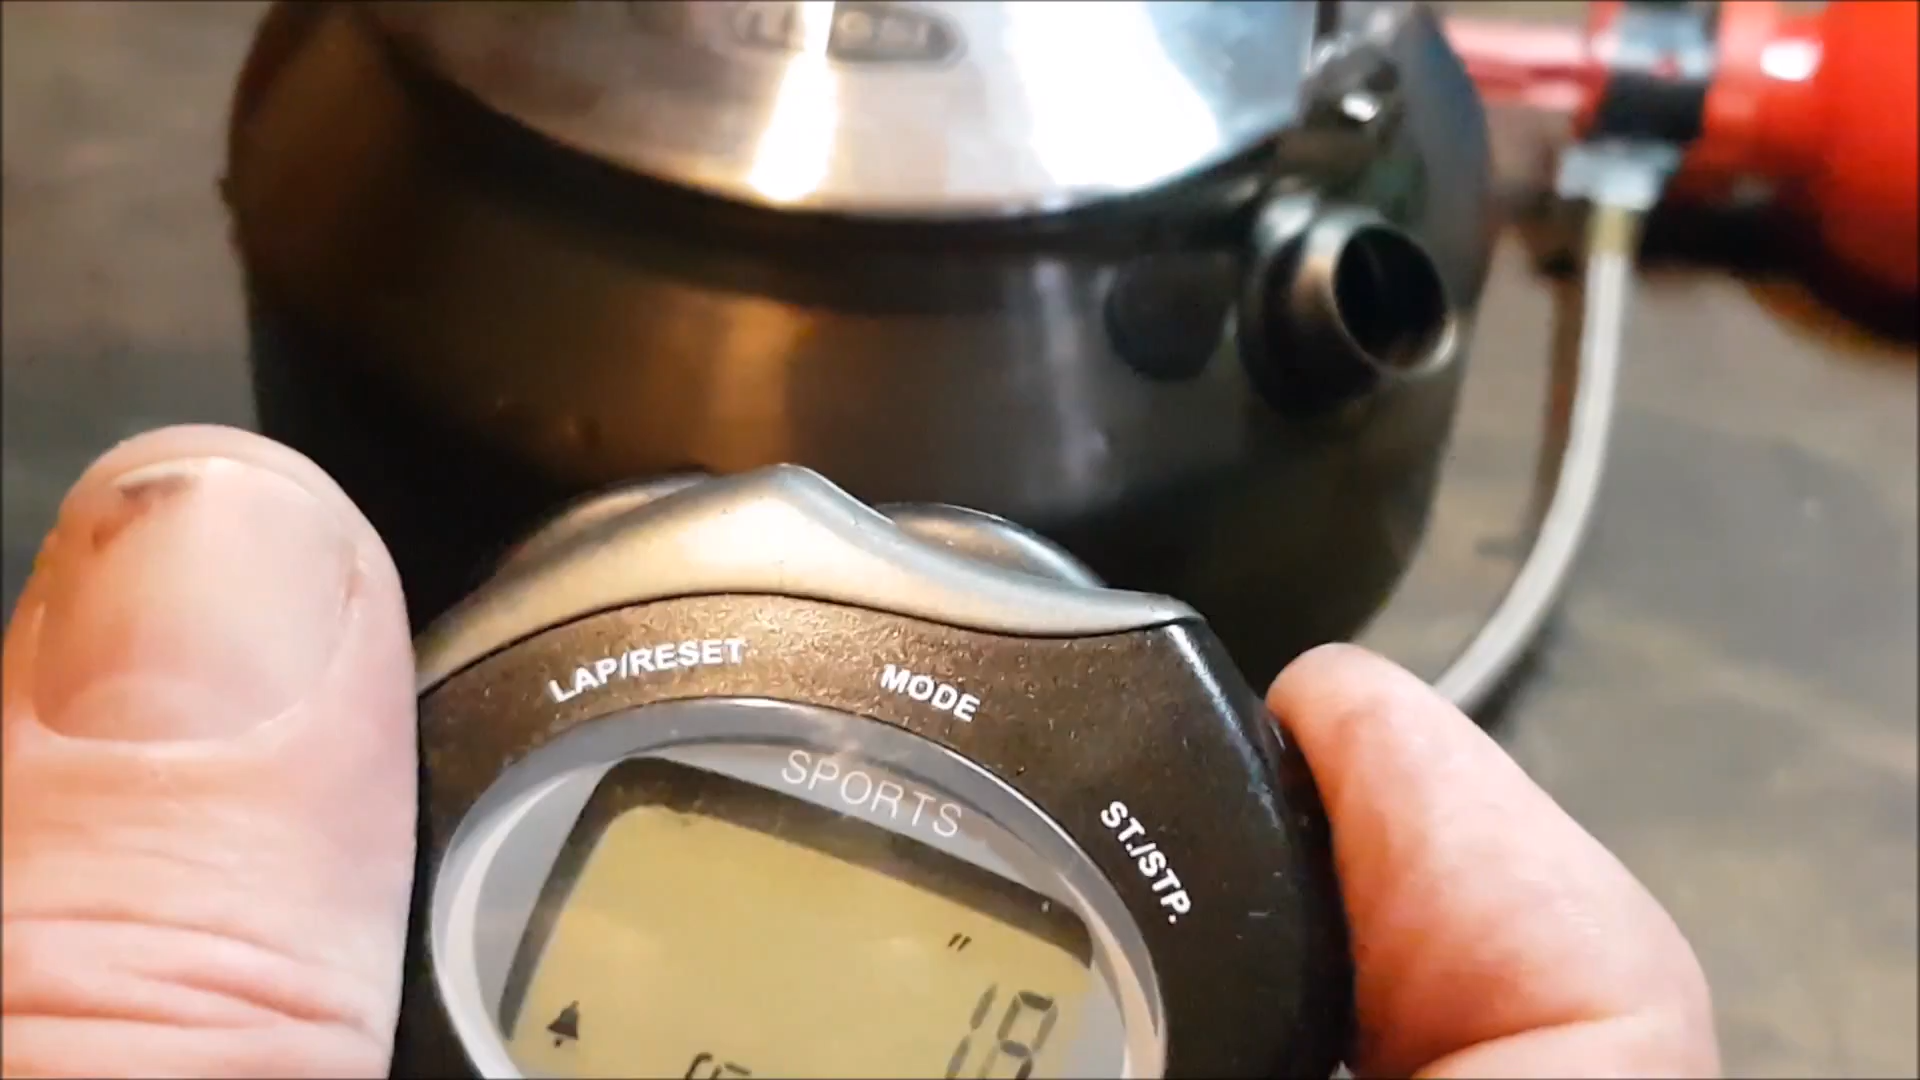 LAP/RESET
MODE
SPORTS
ST./STP.
"
18